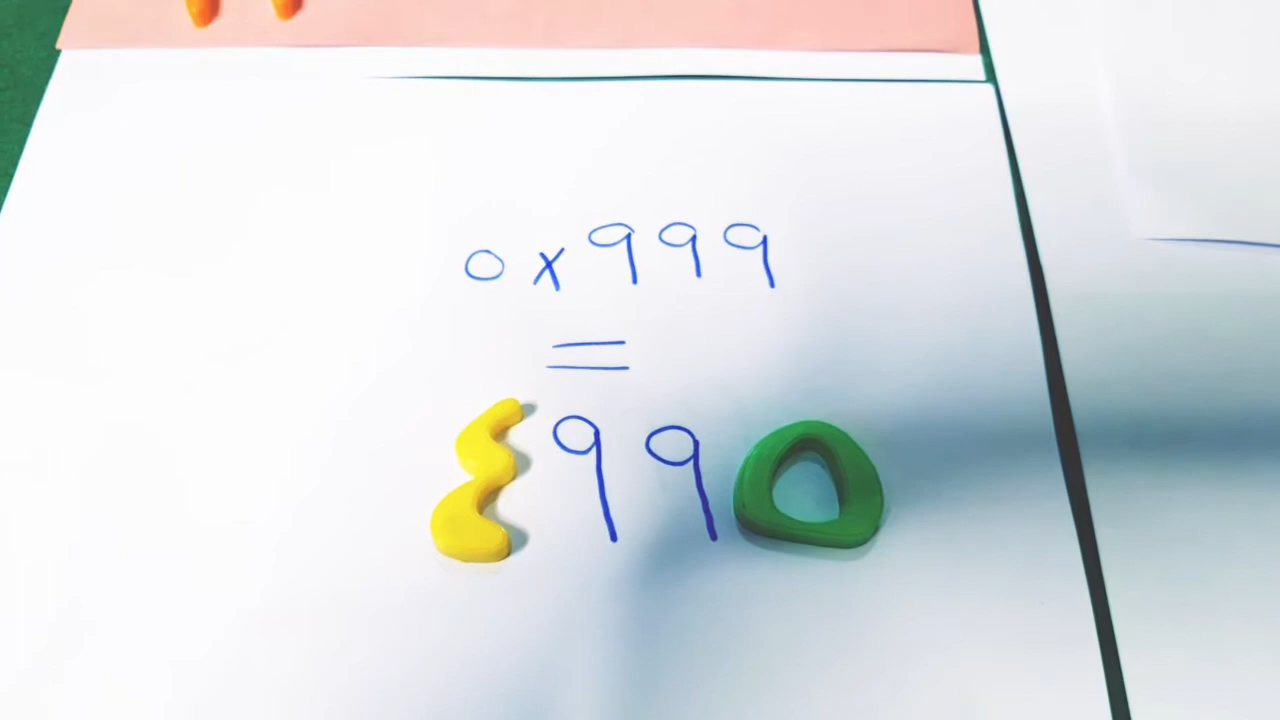 ٥ × ٩٩٩
=
٤٩٩٥